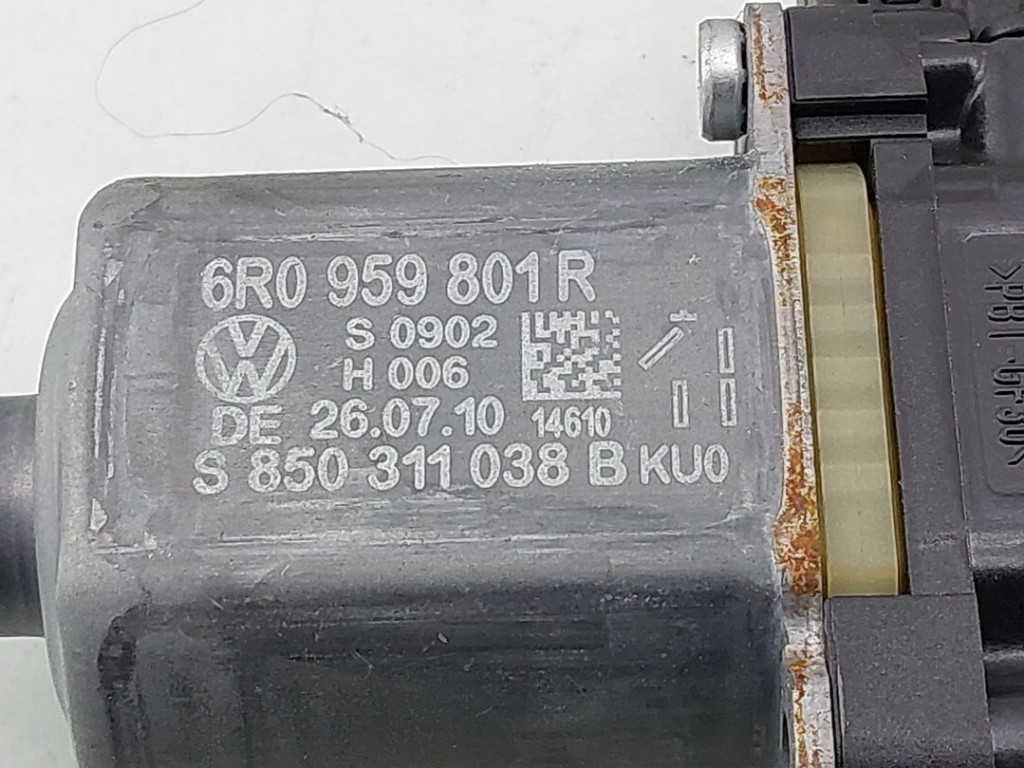 6R0 959 801 R
S 0902
H 006
DE 26.07.10 14610
S 850 311 038 B KU0